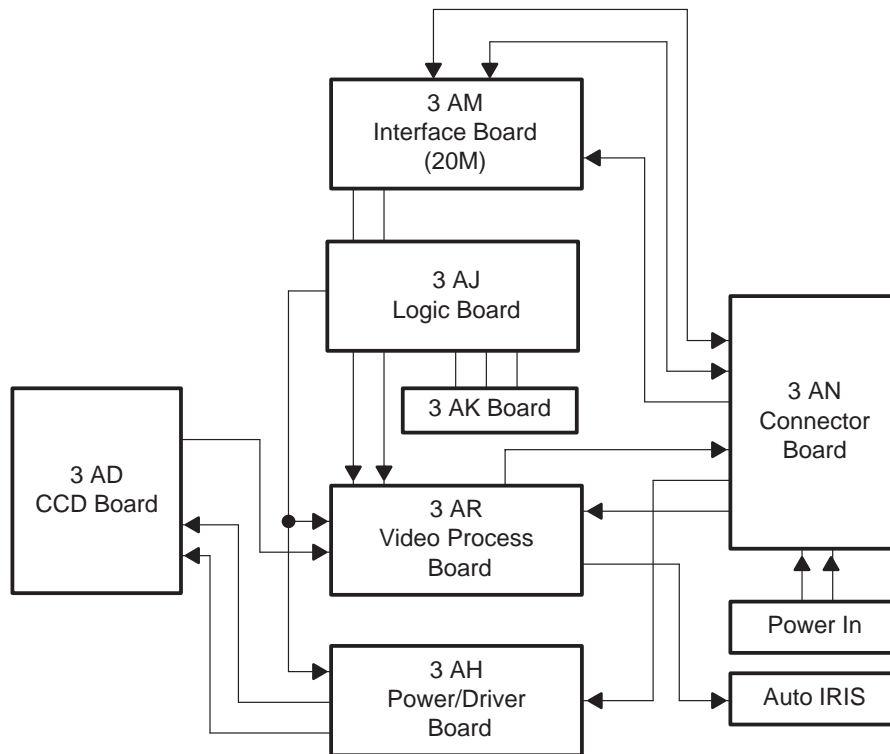 3 AM
Interface Board
(20M)
3 AJ
Logic Board
3 AK Board
3 AN
Connector
Board
3 AD
CCD Board
3 AR
Video Process
Board
Power In
3 AH
Power/Driver
Board
Auto IRIS